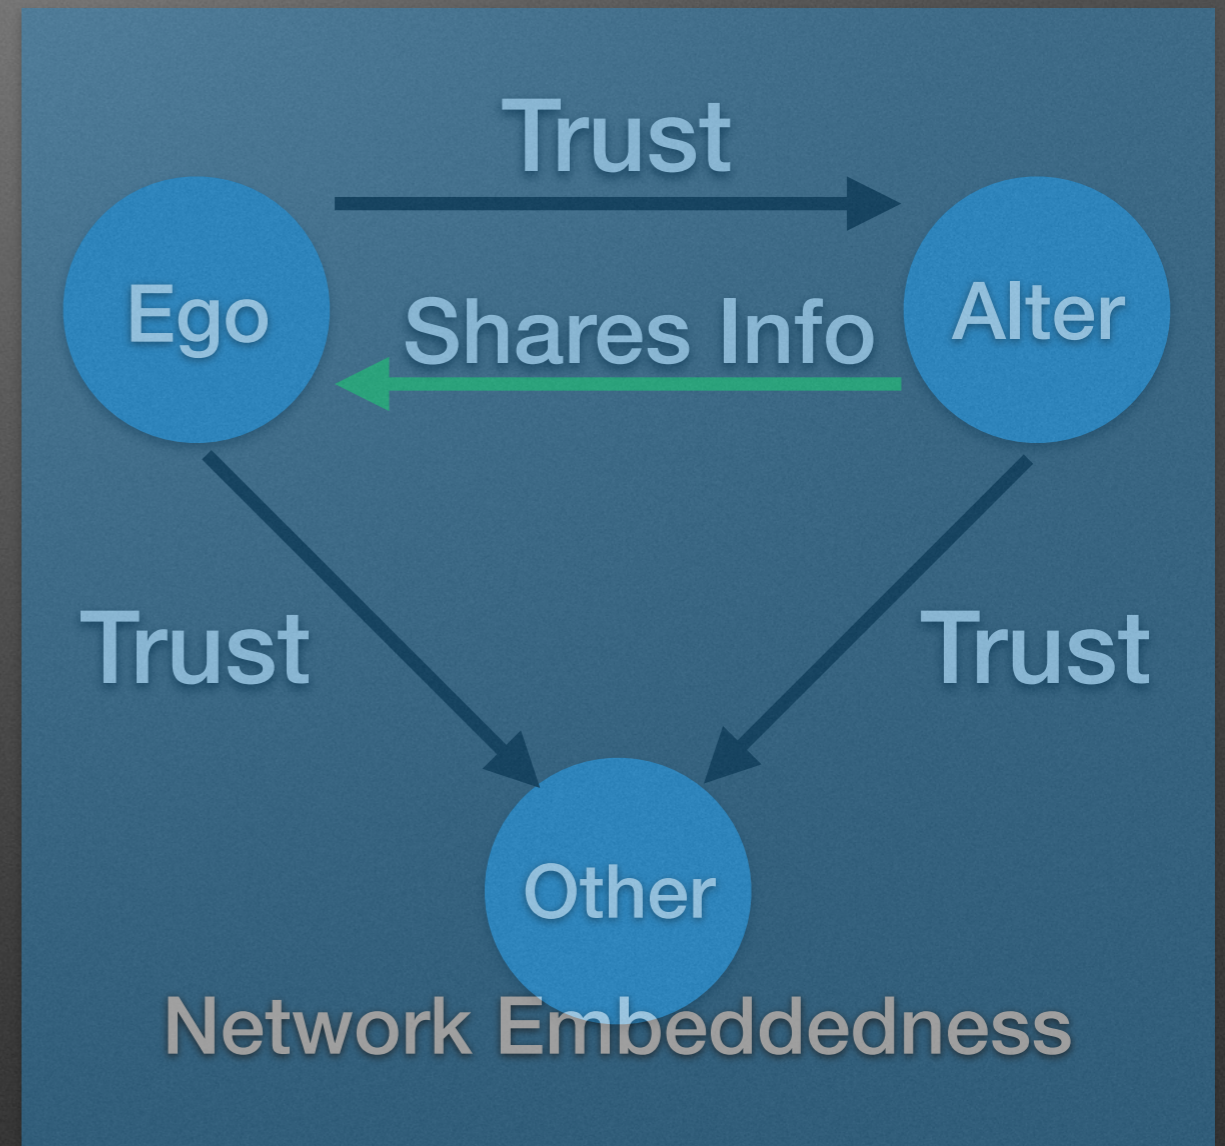 Trust
Ego
Shares Info
Alter
Trust
Trust
Other
Network Embeddedness